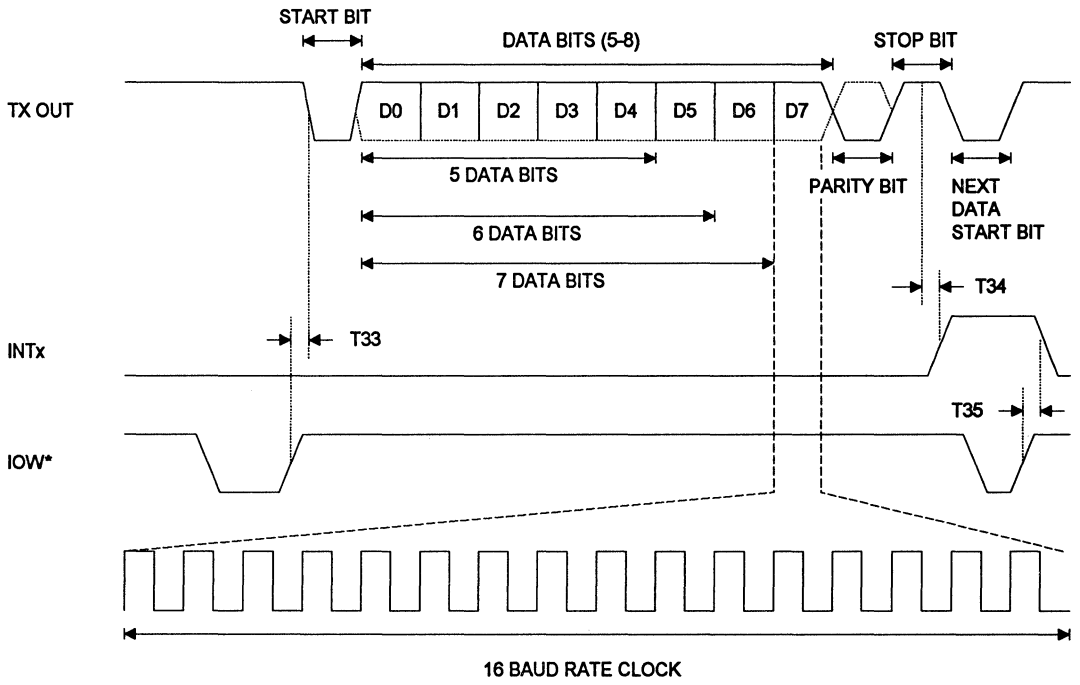 START BIT
DATA BITS (5-8)
STOP BIT
TX OUT
D0 D1 D2 D3 D4 D5 D6 D7
5 DATA BITS
PARITY BIT
NEXT
DATA
START BIT
6 DATA BITS
7 DATA BITS
T34
T33
INTx
T35
IOW*
16 BAUD RATE CLOCK